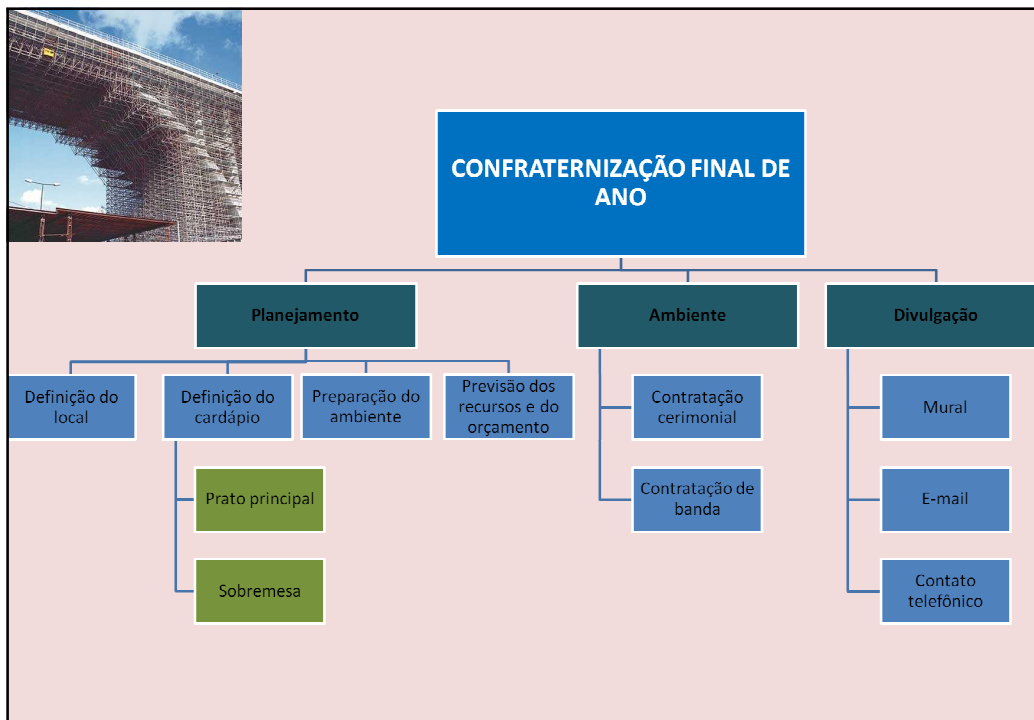 CONFRATERNIZAÇÃO FINAL DE
ANO
Planejamento
Ambiente
Divulgação
Definição do
local
Definição do
cardápio
Preparação do
ambiente
Previsão dos
recursos e do
orçamento
Contratação
cerimonial
Mural
Prato principal
Contratação de
banda
E-mail
Sobremesa
Contato
telefônico